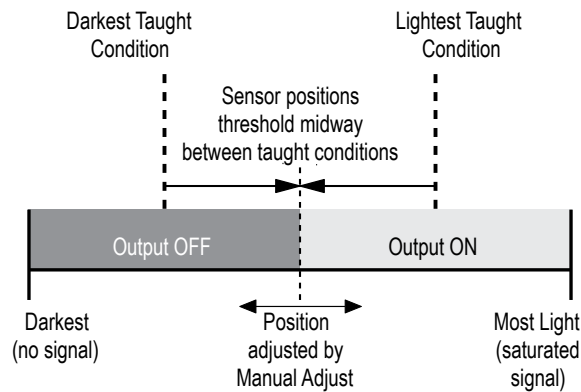 Darkest Taught
Condition
Lightest Taught
Condition
Sensor positions
threshold midway
between taught conditions
Output OFF
Output ON
Darkest
(no signal)
Position
adjusted by
Manual Adjust
Most Light
(saturated
signal)